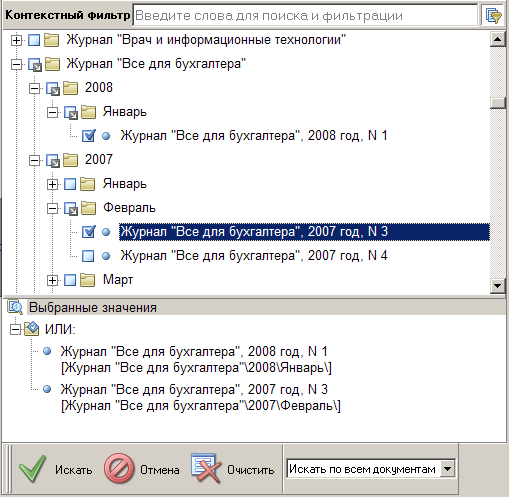 Контекстный фильтр Введите слова для поиска и фильтрации
Журнал "Врач и информационные технологии"
Журнал "Все для бухгалтера"
2008
Январь
Журнал "Все для бухгалтера", 2008 год, N 1
2007
Январь
Февраль
Журнал "Все для бухгалтера", 2007 год, N 3
Журнал "Все для бухгалтера", 2007 год, N 4
Март
Выбранные значения
ИЛИ:
Журнал "Все для бухгалтера", 2008 год, N 1
[Журнал "Все для бухгалтера"\2008\Январь\]
Журнал "Все для бухгалтера", 2007 год, N 3
[Журнал "Все для бухгалтера"\2007\Февраль\]
Искать Отмена Очистить Искать по всем документам